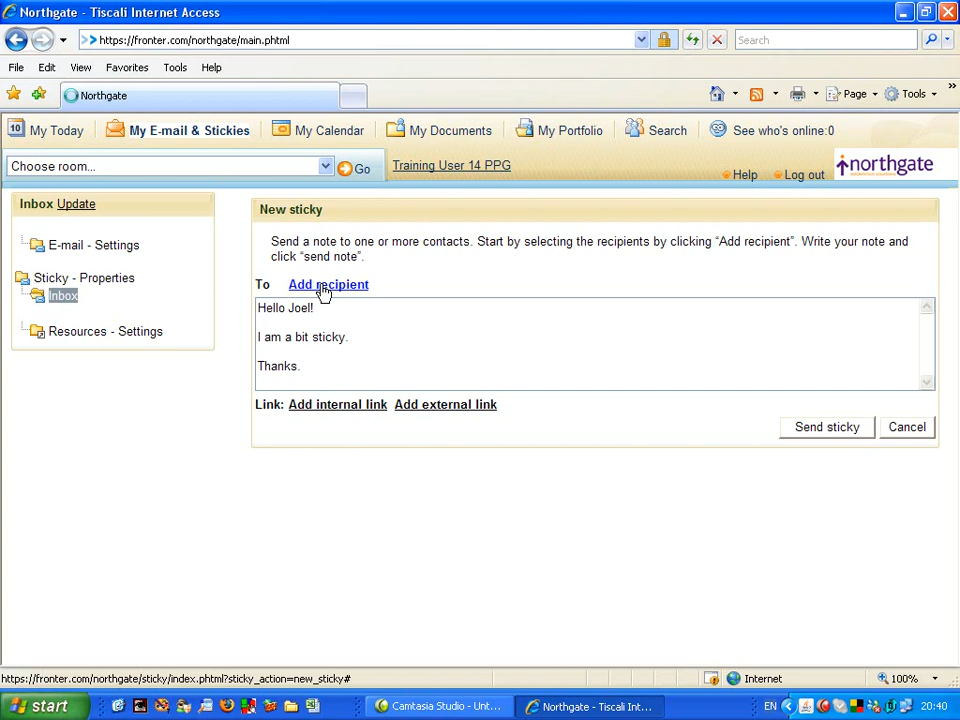 Northgate - Tiscali Internet Access
https://fronter.com/northgate/main.phtml
Search
File Edit View Favorites Tools Help
Northgate
Page Tools
10 My Today My E-mail & Stickies My Calendar My Documents My Portfolio Search See who's online:0
Choose room... Go Training User 14 PPG
Help Log out northgate
Inbox Update
E-mail - Settings
Sticky - Properties
Inbox
Resources - Settings
New sticky
Send a note to one or more contacts. Start by selecting the recipients by clicking “Add recipient”. Write your note and
click “send note”.
To Add recipient
Hello Joel!
I am a bit sticky.
Thanks.
Link: Add internal link Add external link
Send sticky Cancel
https://fronter.com/northgate/sticky/index.phtml?sticky_action=new_sticky# Internet 100%
start Camtasia Studio - Unt... Northgate - Tiscali Int... EN 20:40